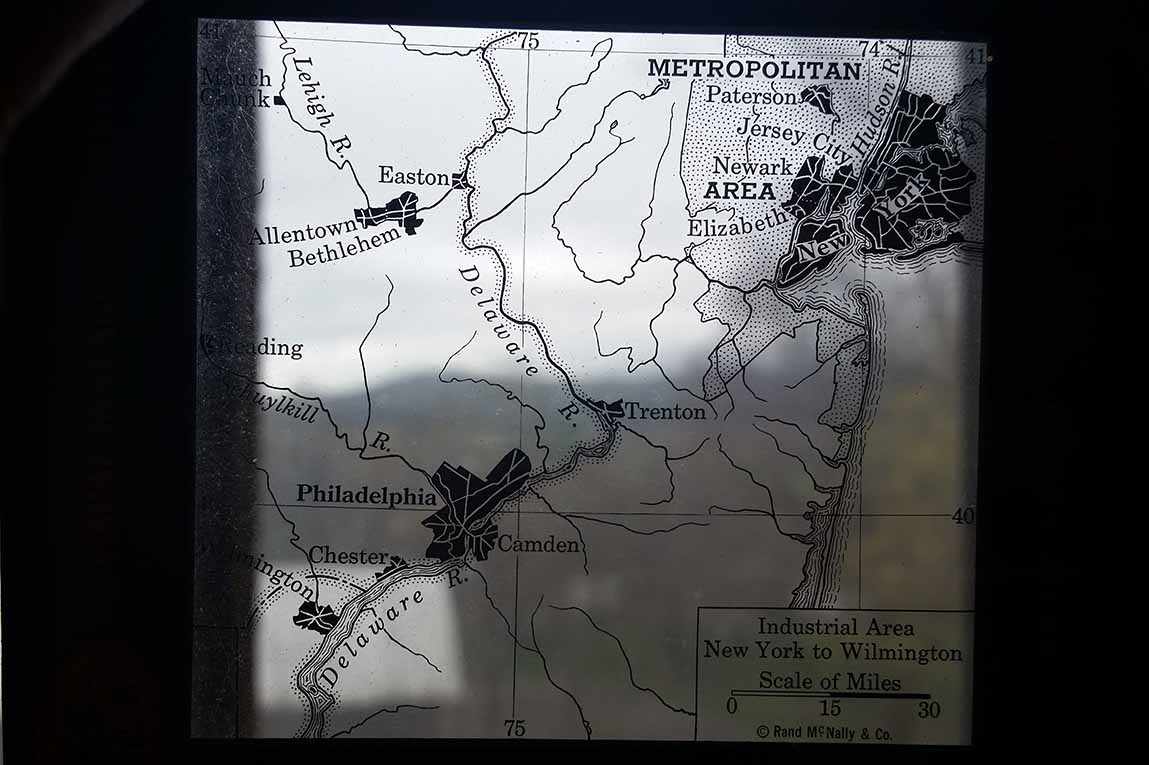 41
75
74
41
Mauch
Chunk
Lehigh R.
METROPOLITAN
Paterson
Hudson R.
Jersey City
Newark
AREA
Elizabeth
New York
Easton
Allentown
Bethlehem
Delaware R.
Reading
Schuylkill R.
Trenton
Philadelphia
40
Camden
Chester
Wilmington
Delaware R.
75
Industrial Area
New York to Wilmington
Scale of Miles
0 15 30
© Rand McNally & Co.